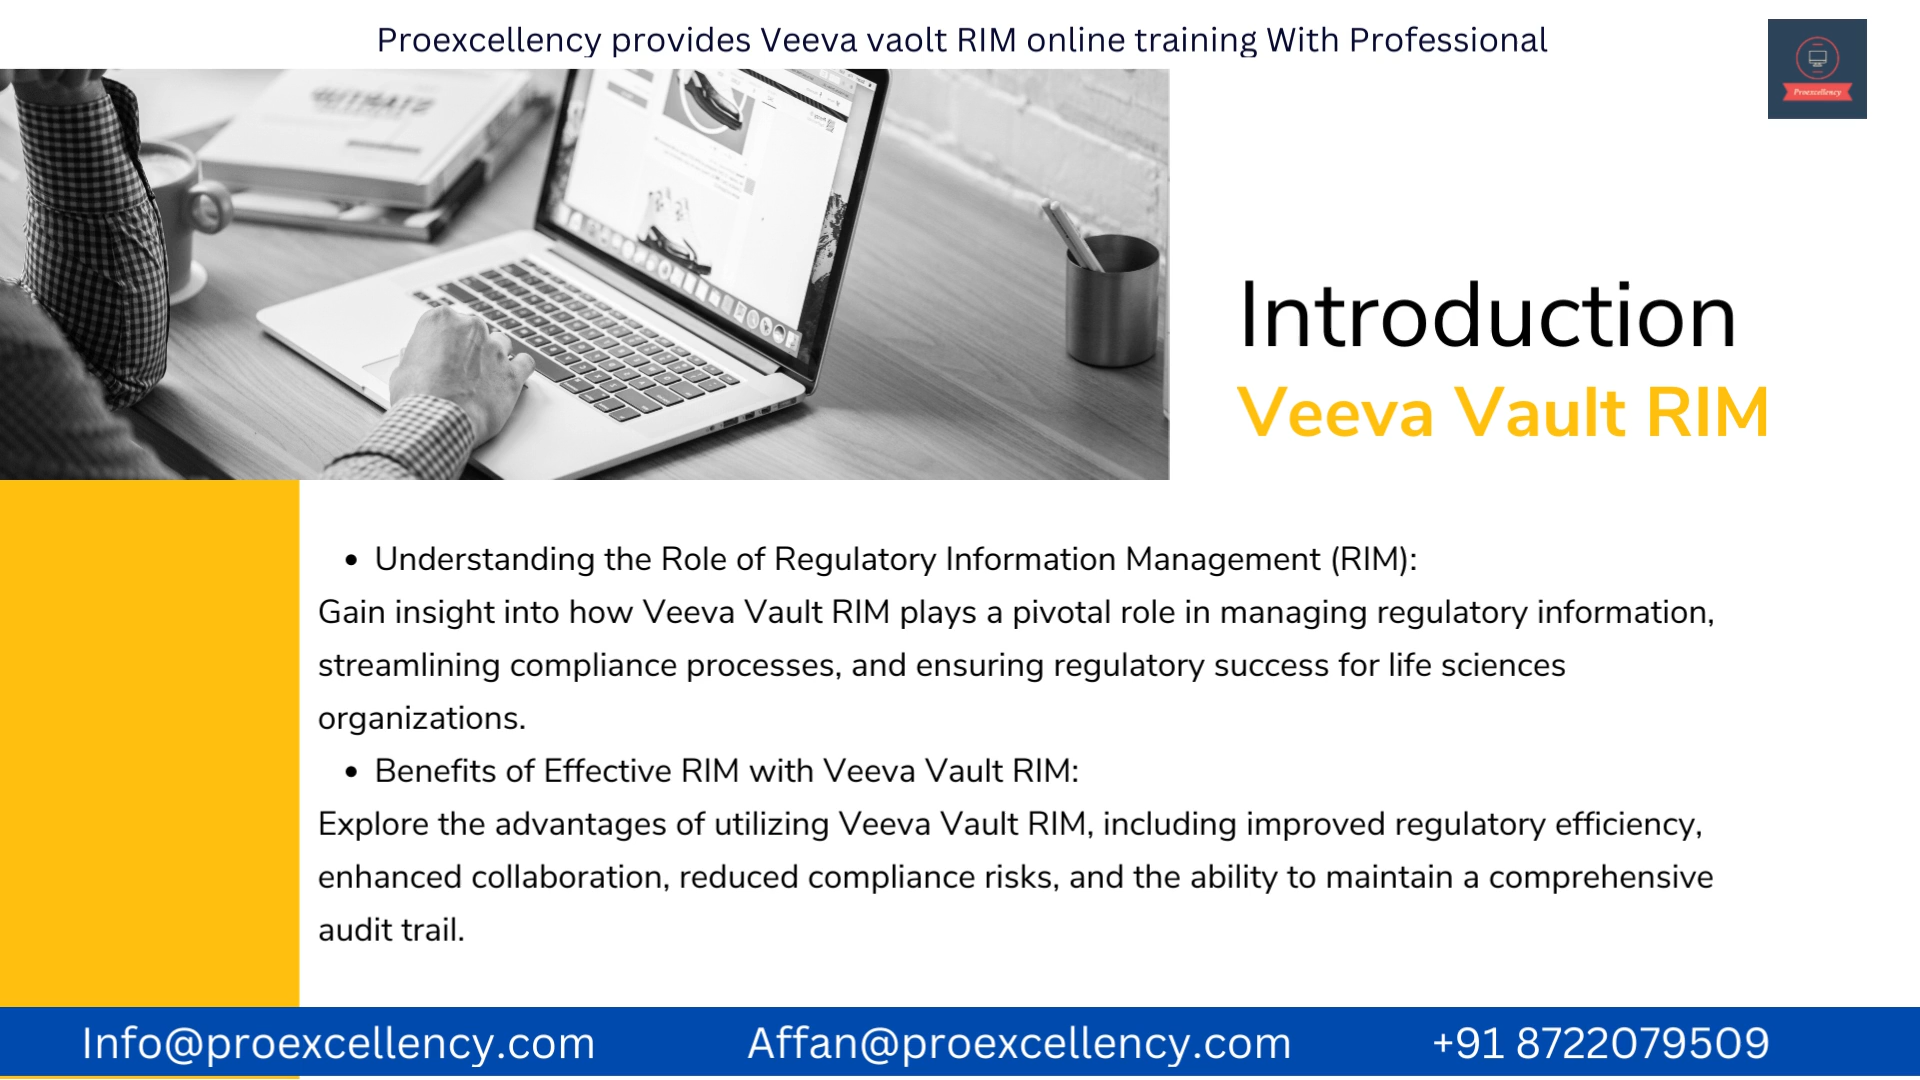 Proexcellency provides Veeva vaolt RIM online training With Professional
Proexcellency
Introduction
Veeva Vault RIM
• Understanding the Role of Regulatory Information Management (RIM):
Gain insight into how Veeva Vault RIM plays a pivotal role in managing regulatory information,
streamlining compliance processes, and ensuring regulatory success for life sciences
organizations.
• Benefits of Effective RIM with Veeva Vault RIM:
Explore the advantages of utilizing Veeva Vault RIM, including improved regulatory efficiency,
enhanced collaboration, reduced compliance risks, and the ability to maintain a comprehensive
audit trail.
Info@proexcellency.com Affan@proexcellency.com +91 8722079509